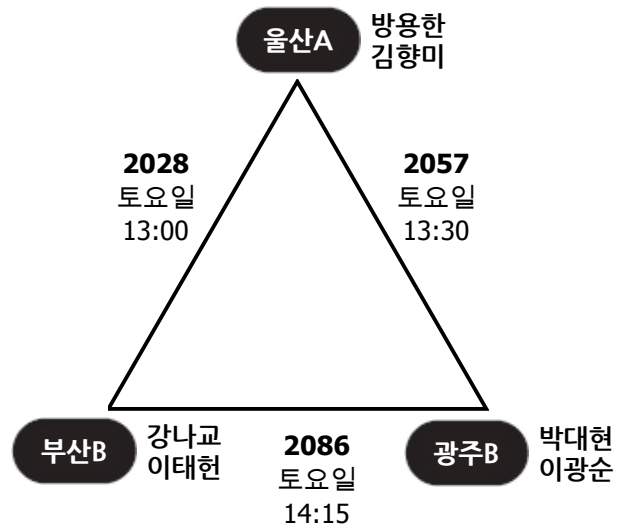 울산A
방용한
김향미
2028
토요일
13:00
2057
토요일
13:30
부산B
강나교
이태헌
2086
토요일
14:15
광주B
박대현
이광순